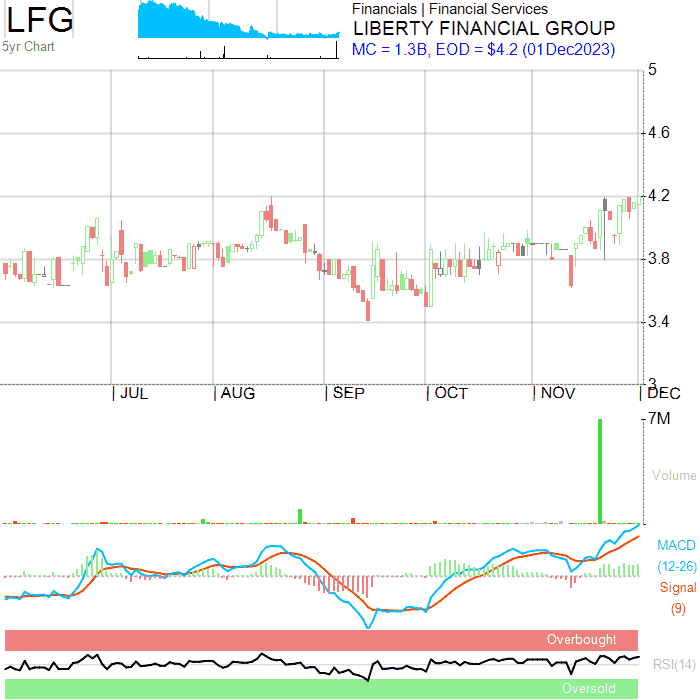 LFG
5yr Chart
Financials | Financial Services
LIBERTY FINANCIAL GROUP
MC = 1.3B, EOD = $4.2 (01Dec2023)
5
4.6
4.2
3.8
3.4
3
JUL AUG SEP OCT NOV DEC
7M
Volume
MACD
(12-26)
Signal
(9)
Overbought
RSI(14)
Oversold